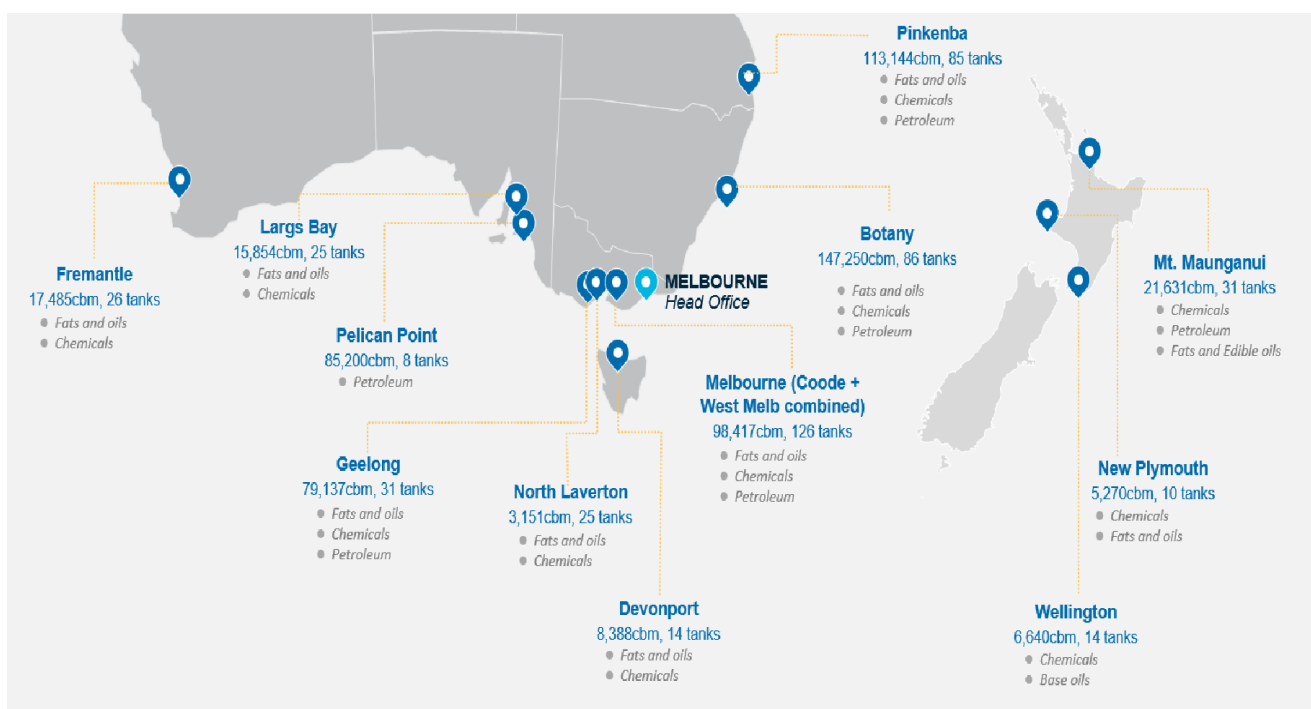 Pinkenba
113,144cbm, 85 tanks
Fats and oils
Chemicals
Petroleum
Largs Bay
15,854cbm, 25 tanks
Fats and oils
Chemicals
Fremantle
17,485cbm, 26 tanks
Fats and oils
Chemicals
Pelican Point
85,200cbm, 8 tanks
Petroleum
MELBOURNE
Head Office
Botany
147,250cbm, 86 tanks
Fats and oils
Chemicals
Petroleum
Mt. Maunganui
21,631cbm, 31 tanks
Chemicals
Petroleum
Fats and Edible oils
Melbourne (Coode +
West Melb combined)
98,417cbm, 126 tanks
Fats and oils
Chemicals
Petroleum
Geelong
79,137cbm, 31 tanks
Fats and oils
Chemicals
Petroleum
North Laverton
3,151cbm, 25 tanks
Fats and oils
Chemicals
New Plymouth
5,270cbm, 10 tanks
Chemicals
Fats and oils
Devonport
8,388cbm, 14 tanks
Fats and oils
Chemicals
Wellington
6,640cbm, 14 tanks
Chemicals
Base oils